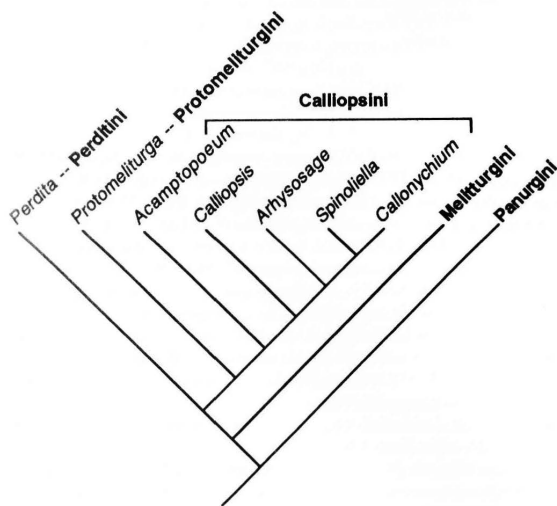 Calliopsini
Perdita -- Perditini
Protomeliturga -- Protomeliturgini
Acamptopoeum
Calliopsis
Arhysosage
Spinoliella
Callonychium
Melitturgini
Panurgini